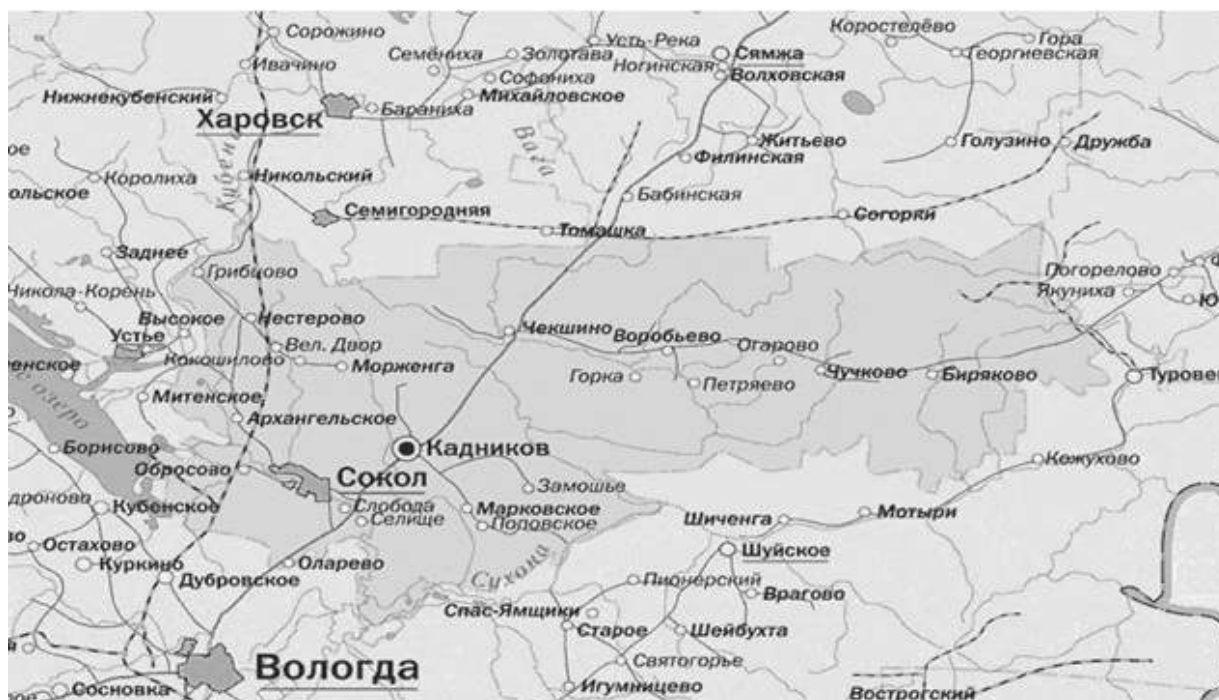 Сорожино
Семёниха
Золотава
Усть-Река
Сямжа
Коростелёво
Гора
Георгиевская
Ивачино
Софониха
Ногинская
Волховская
Нижнекубенский
Михайловское
Бараниха
Харовск
Вага
Житьево
Голузино
Дружба
Филинская
Королиха
Кубена
Никольский
Бабинская
Семигородняя
Согорки
Томашка
Заднее
Грибцово
Погорелово
Якуниха
Никола-Корень
Высокое
Нестерово
Чекшино
Воробьево
Огарово
Устье
Вел. Двор
Кокошилово
Морженга
Горка
Петряево
Чучково
Биряково
Митенское
озеро
Архангельское
Борисово
Кадников
Обросово
Сокол
Кожухово
Замошье
Кубенское
Слобода
Селище
Марковское
Поповское
Шиченга
Мотыри
Остахово
Куркино
Дубровское
Оларево
Сухона
Шуйское
Пионерский
Врагово
Спас-Ямщики
Старое
Шейбухта
Вологда
Святогорье
Сосновка
Игумницево
Вострогский